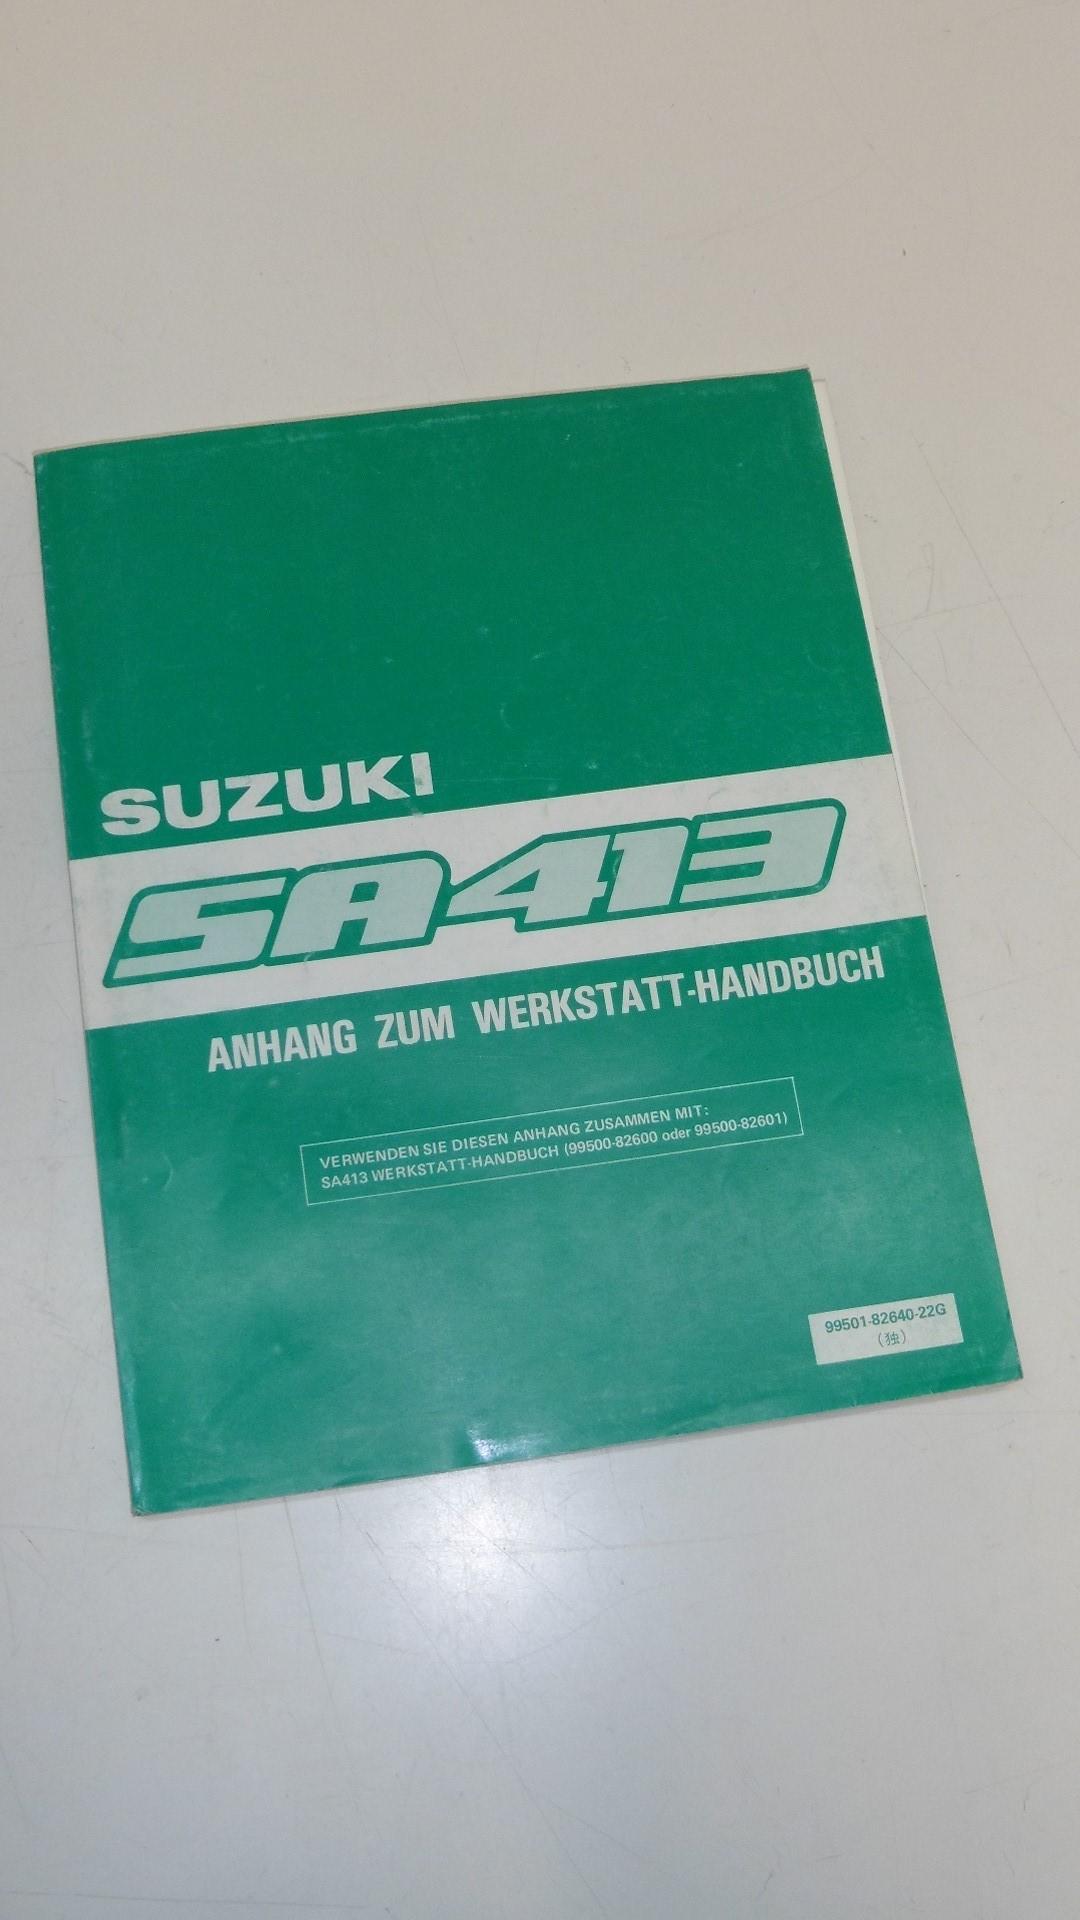 SUZUKI
SA413
ANHANG ZUM WERKSTATT-HANDBUCH
VERWENDEN SIE DIESEN ANHANG ZUSAMMEN MIT:
SA413 WERKSTATT-HANDBUCH (99500-82600 oder 99500-82601)
99501-82640-22G
(独)